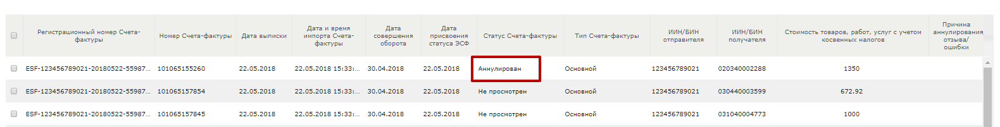 Регистрационный номер Счета-фактуры
Номер Счета-фактуры
Дата выписки
Дата и время импорта Счета-фактуры
Дата совершения оборота
Дата присвоения статуса ЭСФ
Статус Счета-фактуры
Тип Счета-фактуры
ИИН/БИН отправителя
ИИН/БИН получателя
Стоимость товаров, работ, услуг с учетом косвенных налогов
Причина аннулирования отзыва/ ошибки
ESF-123456789021-20180522-55987... 101065155260 22.05.2018 22.05.2018 15:33:... 30.04.2018 22.05.2018 Аннулирован Основной 123456789021 020340002288 1350
ESF-123456789021-20180522-55987... 101065157854 22.05.2018 22.05.2018 15:33:... 30.04.2018 22.05.2018 Не просмотрен Основной 123456789021 030440003599 672.92
ESF-123456789021-20180522-55987... 101065157845 22.05.2018 22.05.2018 15:33:... 30.04.2018 22.05.2018 Не просмотрен Основной 123456789021 031040004773 1000